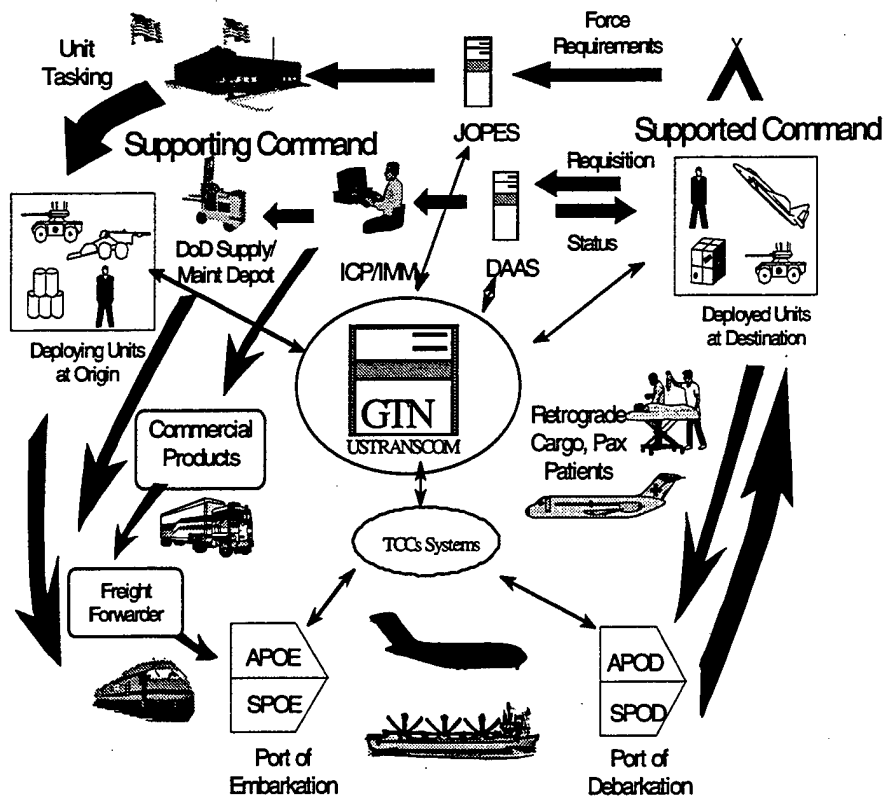 Force
Requirements
Unit
Tasking
JOPES
Supporting Command
Supported Command
Requisition
Status
DoD Supply/
Maint Depot
ICP/IMM
DAAS
Deploying Units
at Origin
Deployed Units
at Destination
GTN
USTRANSCOM
Commercial
Products
Retrograde
Cargo, Pax
Patients
TCCs Systems
Freight
Forwarder
APOE
SPOE
APOD
SPOD
Port of
Embarkation
Port of
Debarkation